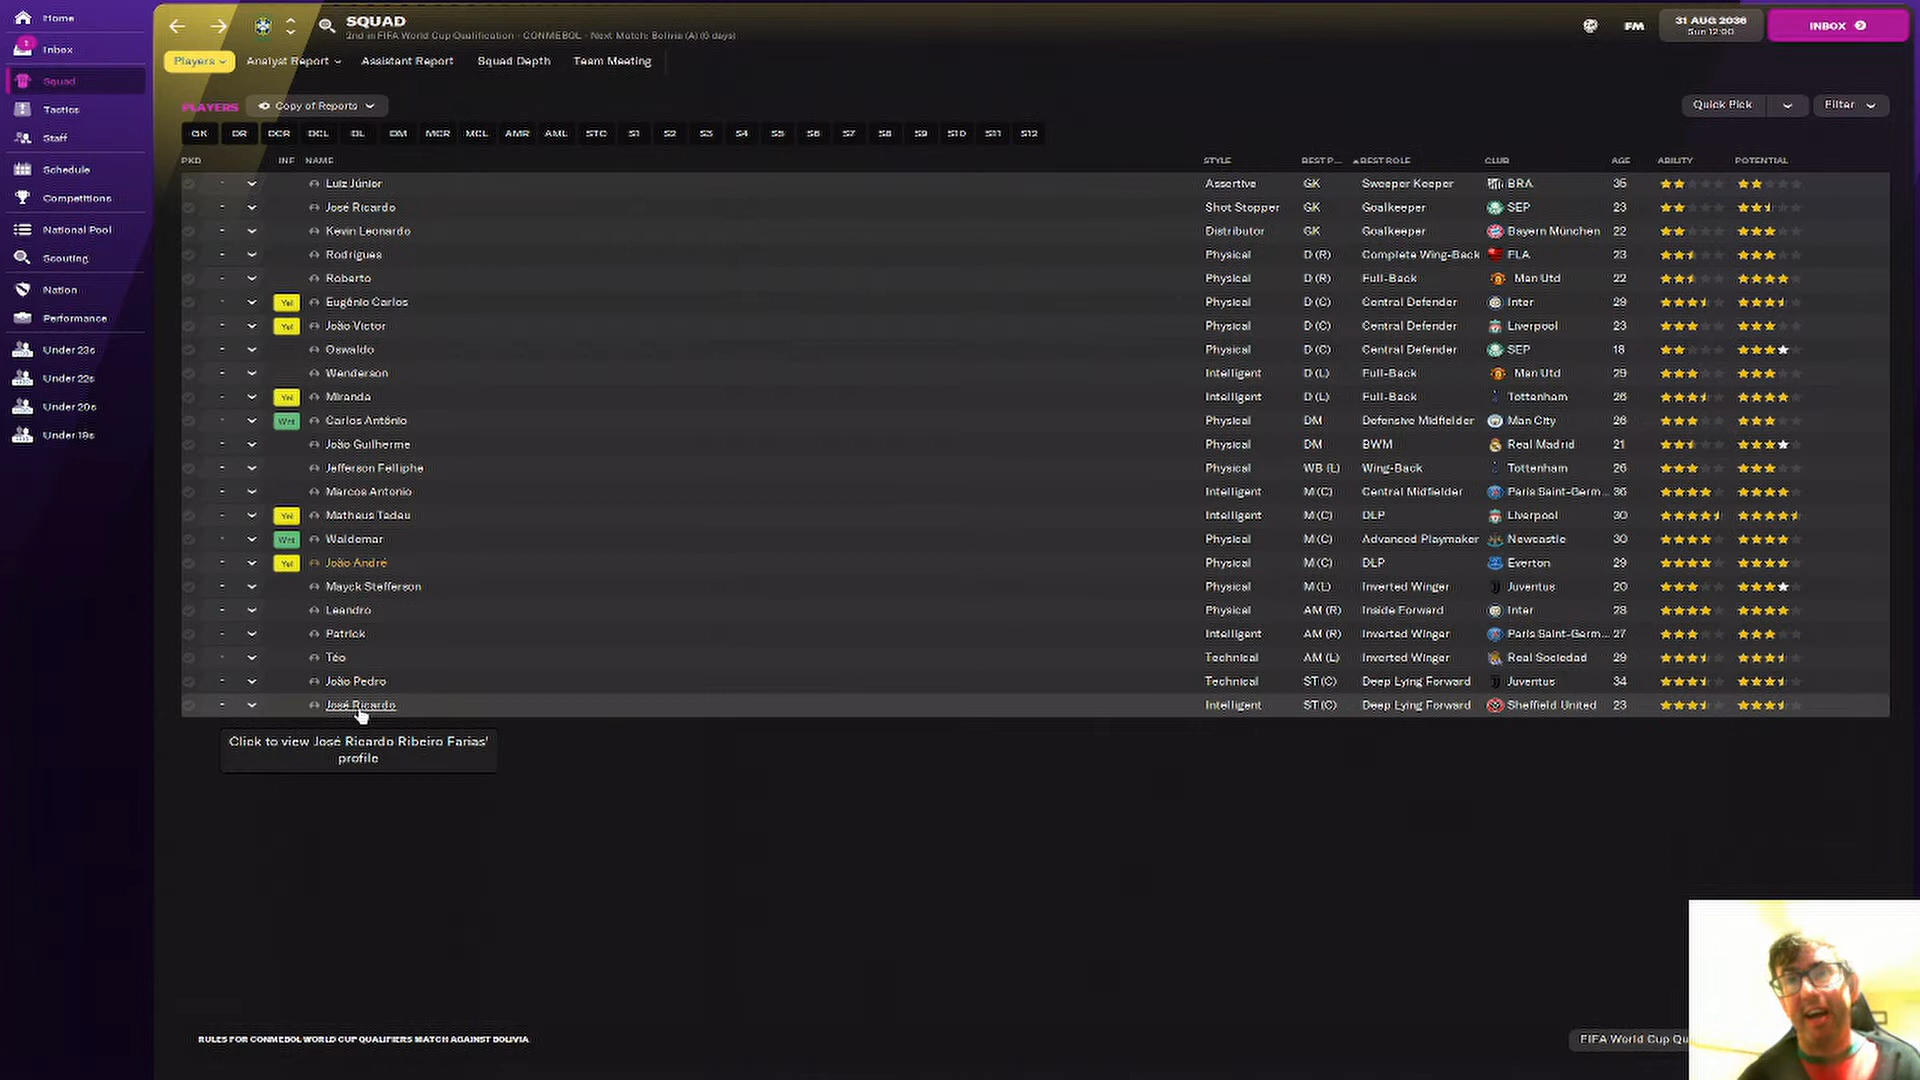 Home
Inbox
1
Squad
Tactics
Staff
Schedule
Competitions
National Pool
Scouting
Nation
Performance
Under 23s
Under 22s
Under 20s
Under 19s
SQUAD
2nd in FIFA World Cup Qualification - CONMEBOL - Next Match: Bolivia (A) (6 days)
FM
31 AUG 2036
Sun 12:00
INBOX
Players
Analyst Report
Assistant Report
Squad Depth
Team Meeting
PLAYERS
Copy of Reports
Quick Pick
Filter
GK DR DCR DCL DL DM MCR MCL AMR AML STC S1 S2 S3 S4 S5 S6 S7 S8 S9 S10 S11 S12
PKD INF NAME STYLE BEST P... BEST ROLE CLUB AGE ABILITY POTENTIAL
- Luiz Júnior Assertive GK Sweeper Keeper BRA 35
- José Ricardo Shot Stopper GK Goalkeeper SEP 23
- Kevin Leonardo Distributor GK Goalkeeper Bayern München 22
- Rodrigues Physical D (R) Complete Wing-Back FLA 23
- Roberto Physical D (R) Full-Back Man Utd 22
- Yel Eugênio Carlos Physical D (C) Central Defender Inter 29
- Yel João Victor Physical D (C) Central Defender Liverpool 23
- Oswaldo Physical D (C) Central Defender SEP 18
- Wenderson Intelligent D (L) Full-Back Man Utd 29
- Yel Miranda Intelligent D (L) Full-Back Tottenham 26
- Wnt Carlos Antônio Physical DM Defensive Midfielder Man City 26
- João Guilherme Physical DM BWM Real Madrid 21
- Jefferson Felliphe Physical WB (L) Wing-Back Tottenham 26
- Marcos Antonio Intelligent M (C) Central Midfielder Paris Saint-Germ... 36
- Yel Matheus Tadeu Intelligent M (C) DLP Liverpool 30
- Wnt Waldemar Physical M (C) Advanced Playmaker Newcastle 30
- Yel João André Physical M (C) DLP Everton 29
- Mayck Stefferson Physical M (L) Inverted Winger Juventus 20
- Leandro Physical AM (R) Inside Forward Inter 28
- Patrick Intelligent AM (R) Inverted Winger Paris Saint-Germ... 27
- Téo Technical AM (L) Inverted Winger Real Sociedad 29
- João Pedro Technical ST (C) Deep Lying Forward Juventus 34
- José Ricardo Intelligent ST (C) Deep Lying Forward Sheffield United 23
Click to view José Ricardo Ribeiro Farias'
profile
RULES FOR CONMEBOL WORLD CUP QUALIFIERS MATCH AGAINST BOLIVIA
FIFA World Cup Qu